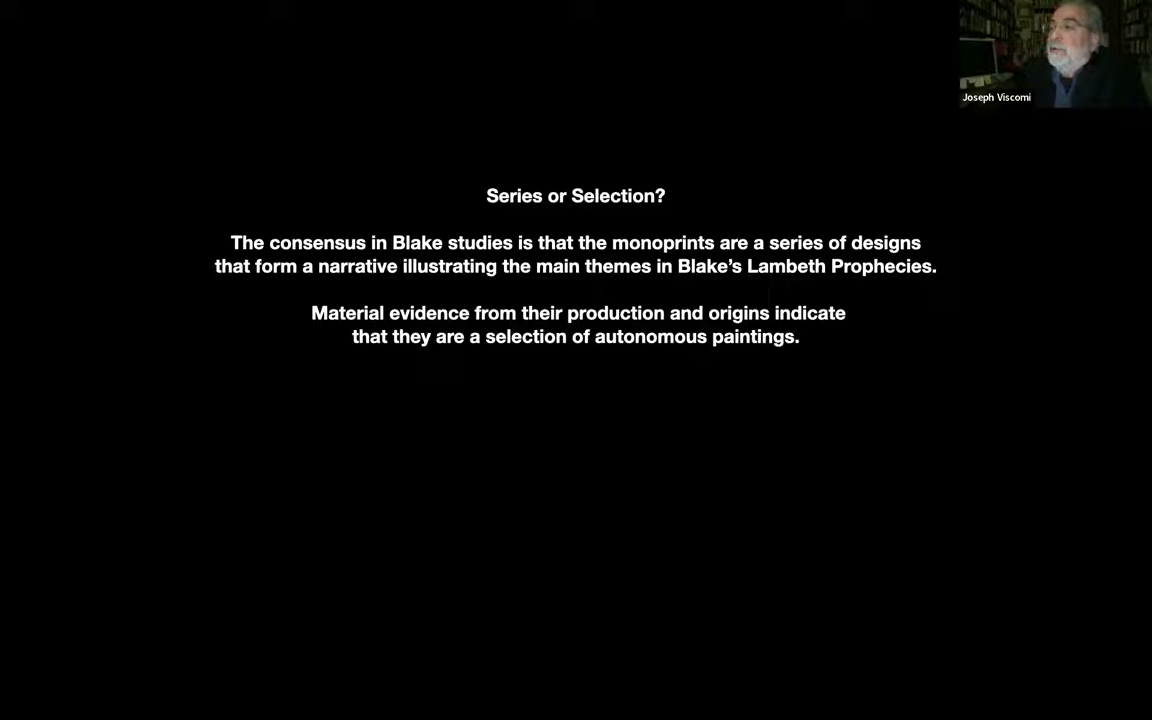 Joseph Viscomi
Series or Selection?
The consensus in Blake studies is that the monoprints are a series of designs
that form a narrative illustrating the main themes in Blake’s Lambeth Prophecies.
Material evidence from their production and origins indicate
that they are a selection of autonomous paintings.